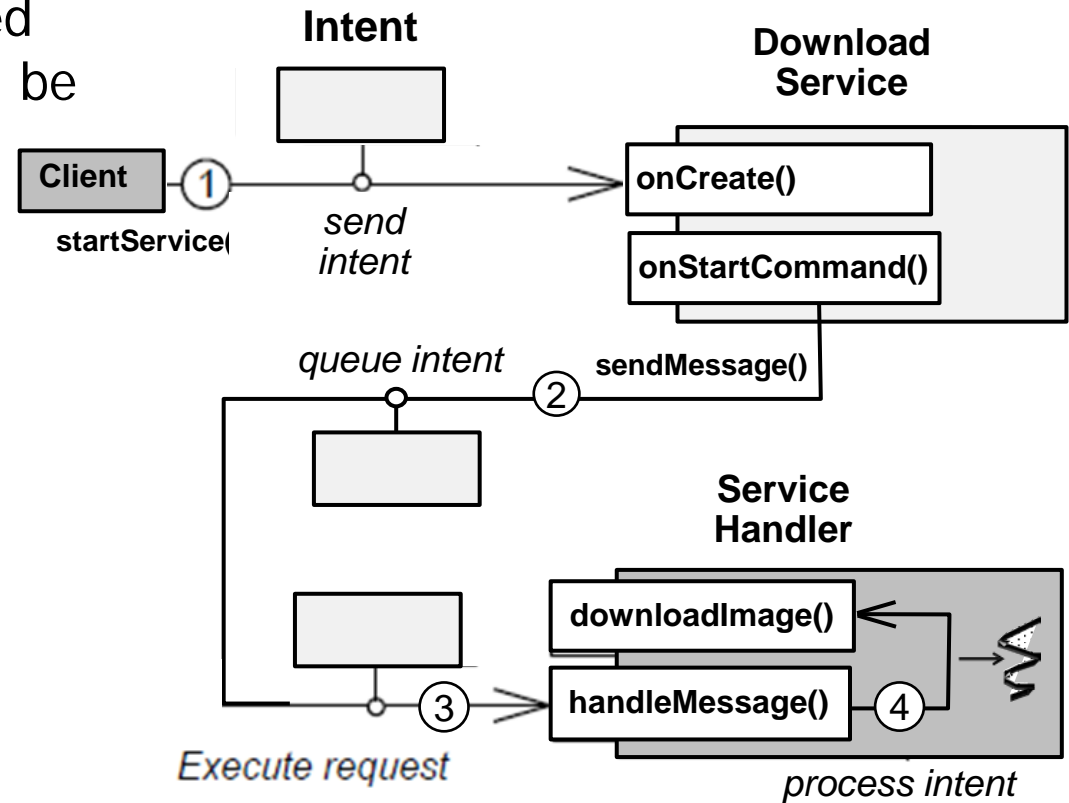 ed
be
Intent
Download
Service
Client
1
onCreate()
startService(
send
intent
onStartCommand()
queue intent
sendMessage()
2
Service
Handler
downloadImage()
3
handleMessage()
4
Execute request
process intent